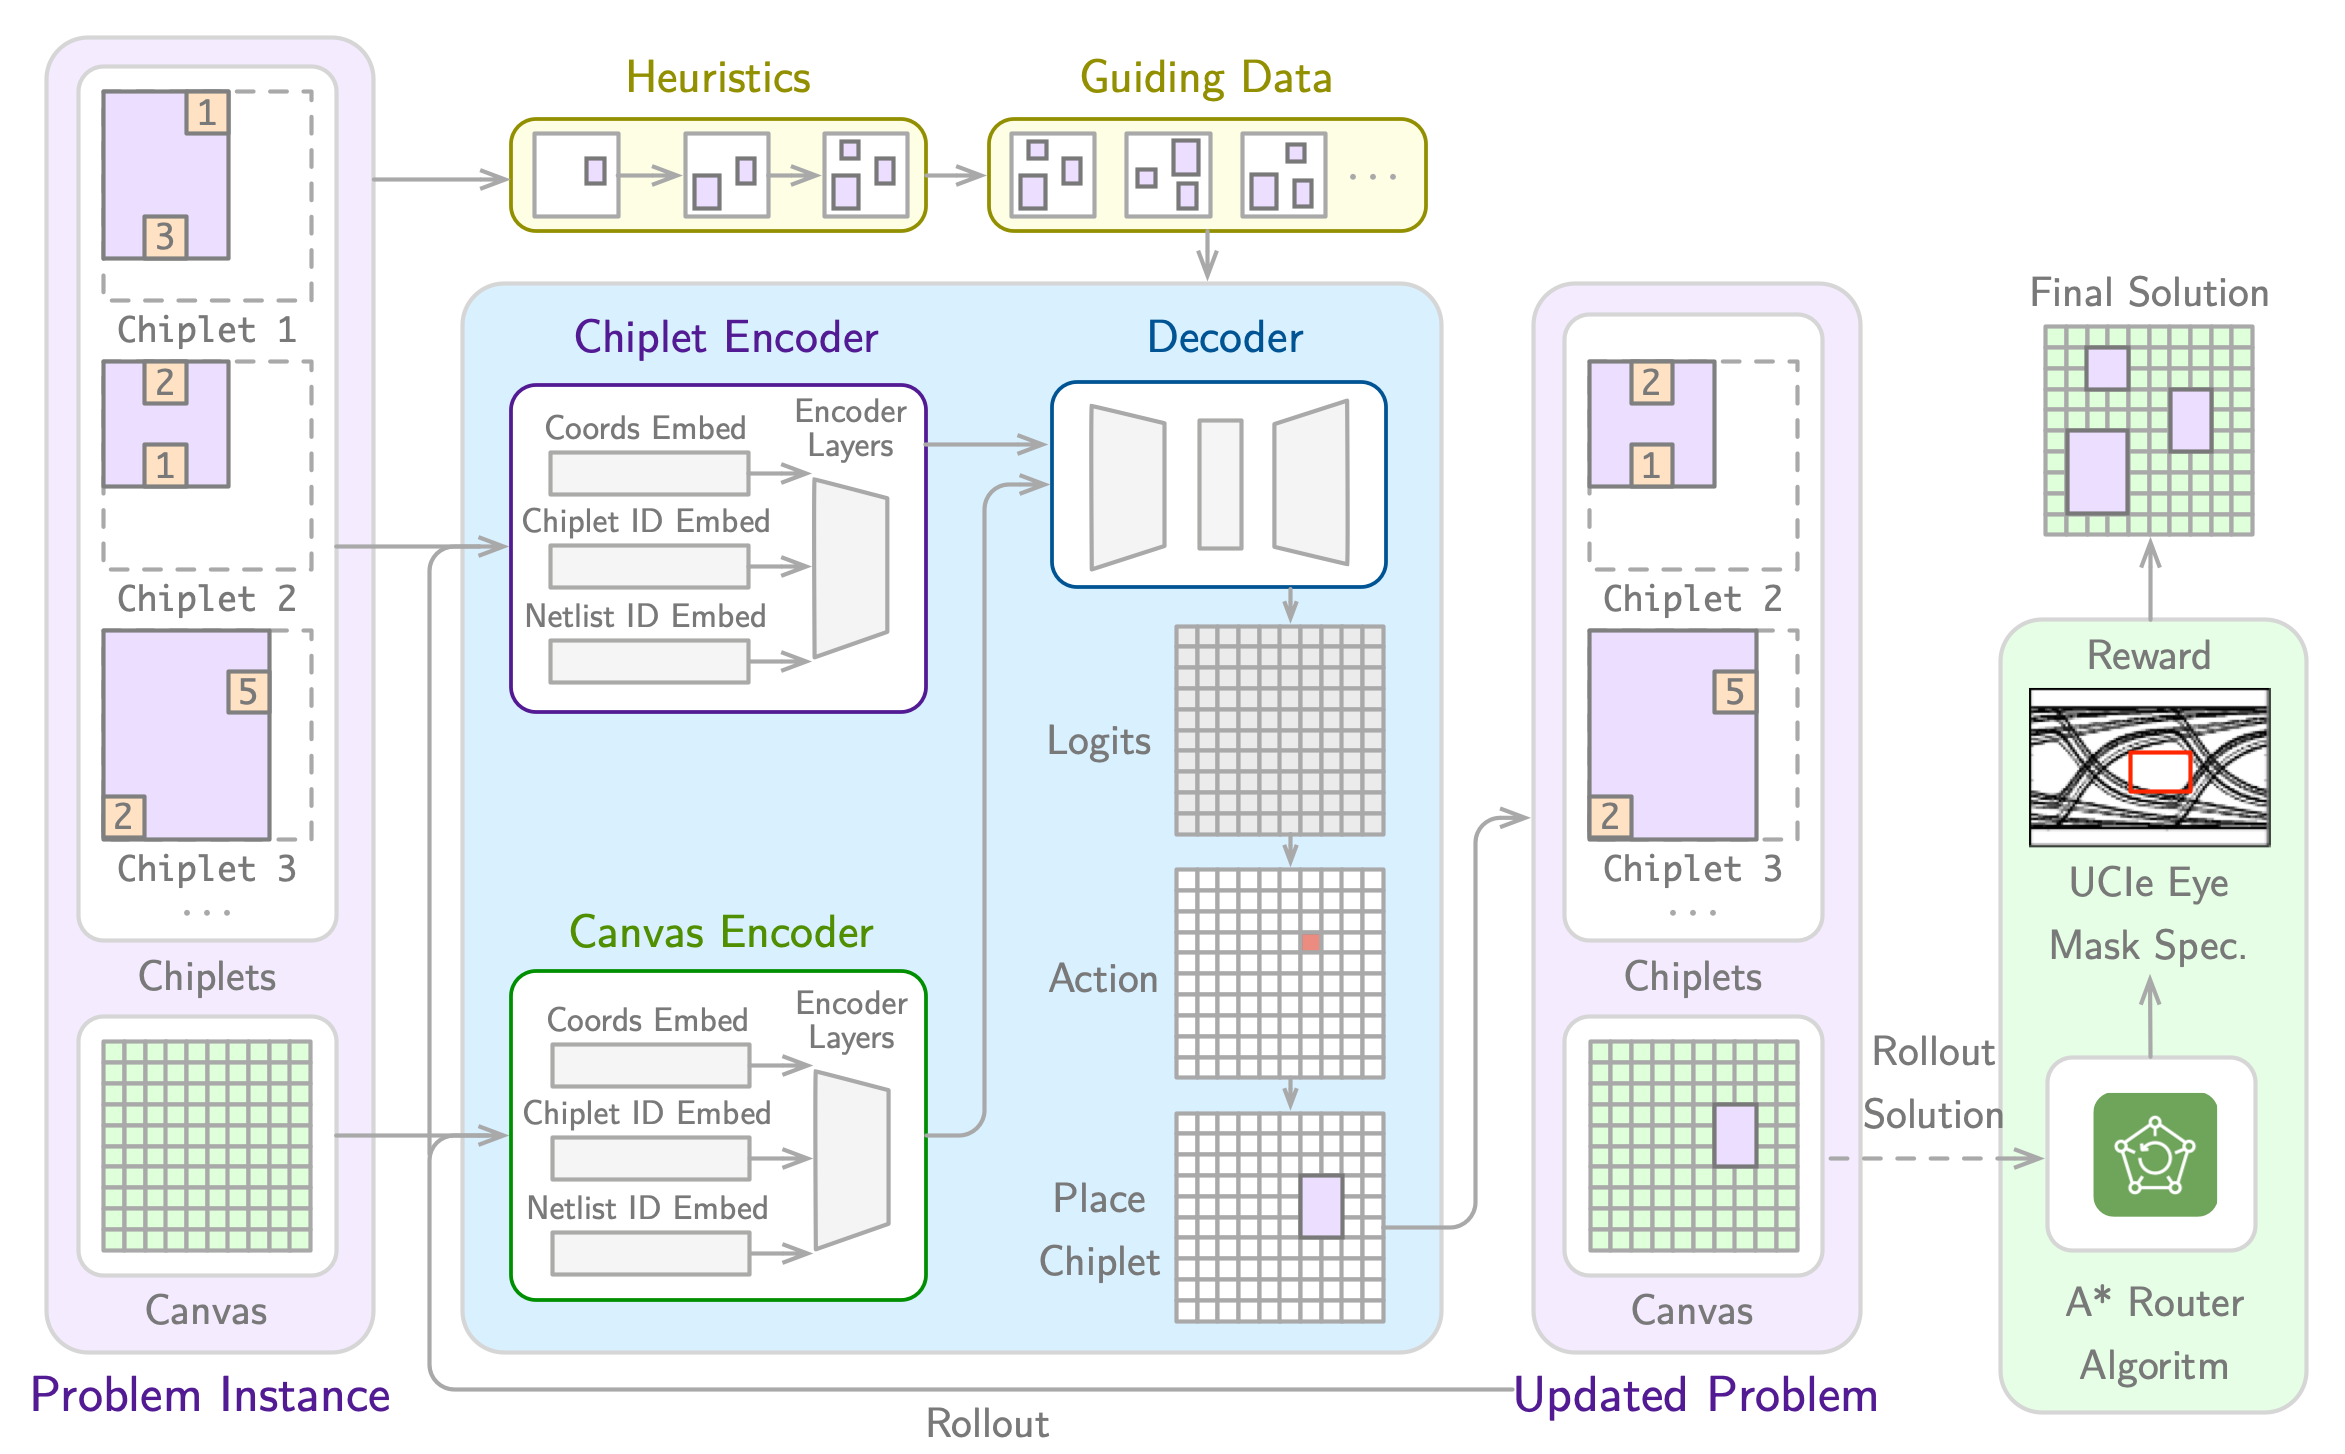 1
3
Chiplet 1
2
1
Chiplet 2
5
2
Chiplet 3
...
Chiplets
Canvas
Problem Instance
Heuristics
Guiding Data
...
Chiplet Encoder
Coords Embed
Encoder
Layers
Chiplet ID Embed
Netlist ID Embed
Canvas Encoder
Coords Embed
Encoder
Layers
Chiplet ID Embed
Netlist ID Embed
Decoder
Logits
Action
Place
Chiplet
Rollout
2
1
Chiplet 2
5
2
Chiplet 3
...
Chiplets
Canvas
Updated Problem
Rollout
Solution
Final Solution
Reward
UCIe Eye
Mask Spec.
A* Router
Algoritm